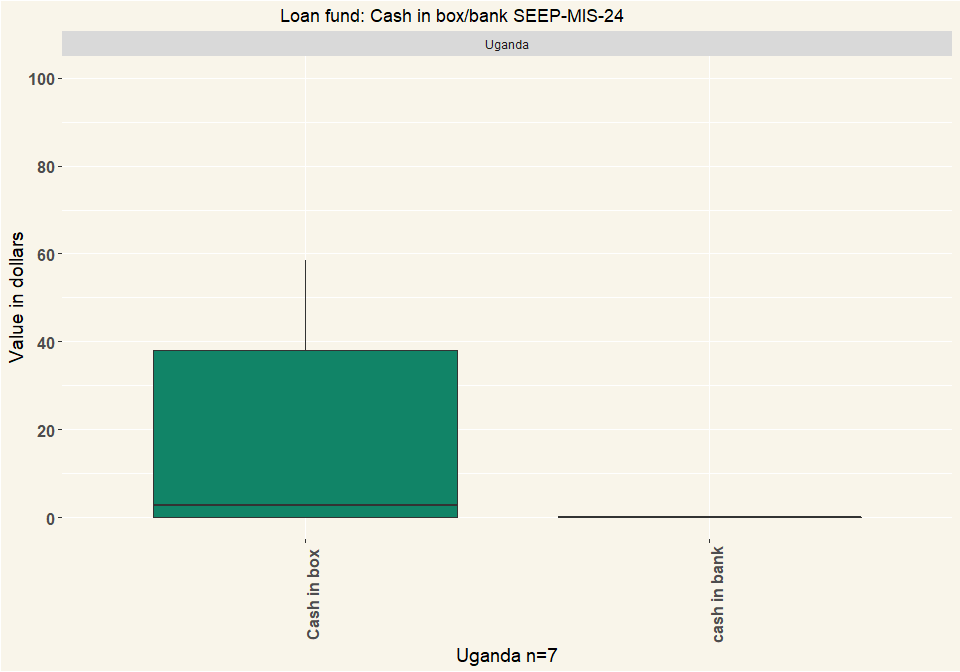 Loan fund: Cash in box/bank SEEP-MIS-24
Uganda
100
80
60
40
20
0
Value in dollars
Cash in box
cash in bank
Uganda n=7